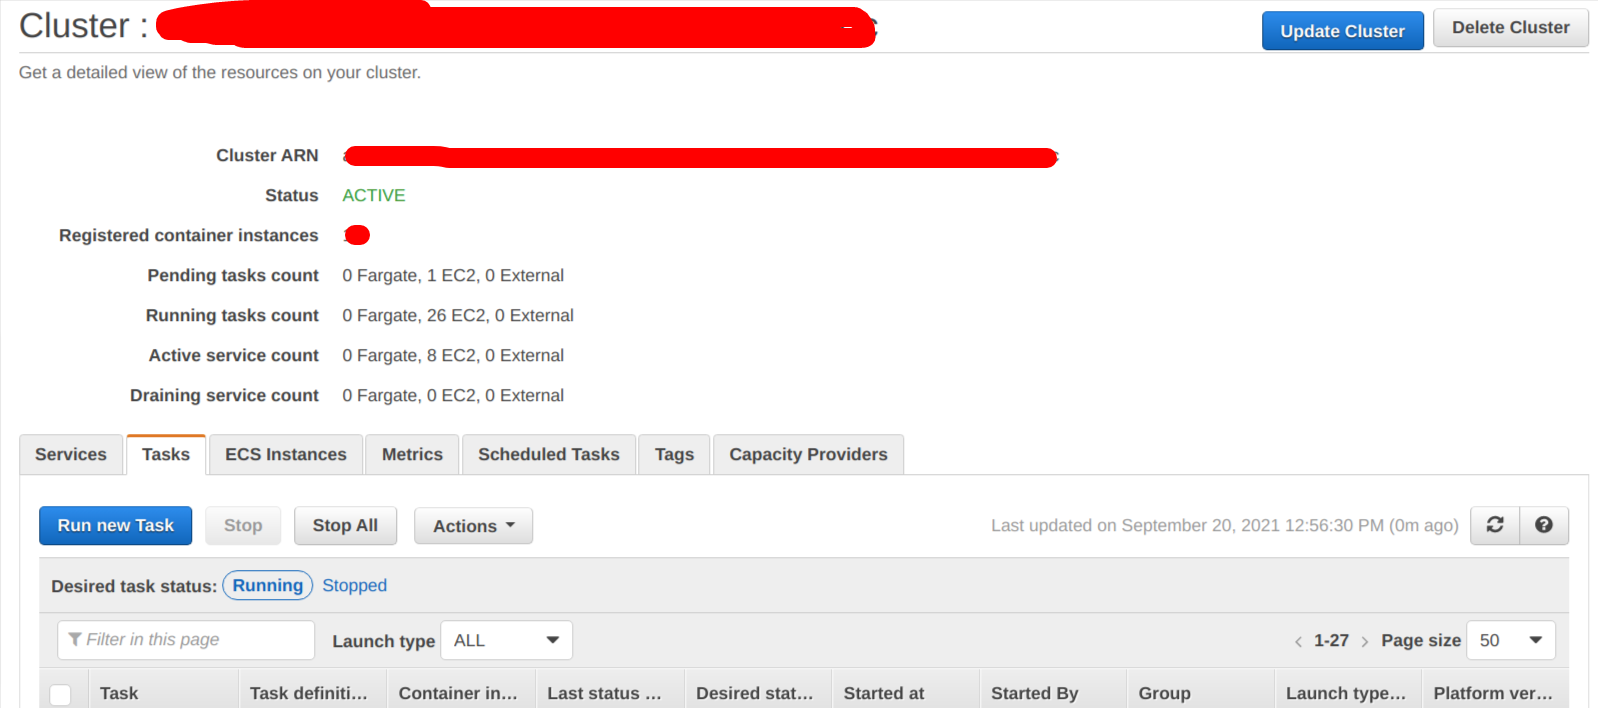 Cluster :
Update Cluster
Delete Cluster
Get a detailed view of the resources on your cluster.
Cluster ARN
Status ACTIVE
Registered container instances
Pending tasks count 0 Fargate, 1 EC2, 0 External
Running tasks count 0 Fargate, 26 EC2, 0 External
Active service count 0 Fargate, 8 EC2, 0 External
Draining service count 0 Fargate, 0 EC2, 0 External
Services Tasks ECS Instances Metrics Scheduled Tasks Tags Capacity Providers
Run new Task Stop Stop All Actions Last updated on September 20, 2021 12:56:30 PM (0m ago)
Desired task status: Running Stopped
Filter in this page Launch type ALL 1-27 Page size 50
Task Task definiti... Container in... Last status ... Desired stat... Started at Started By Group Launch type... Platform ver...